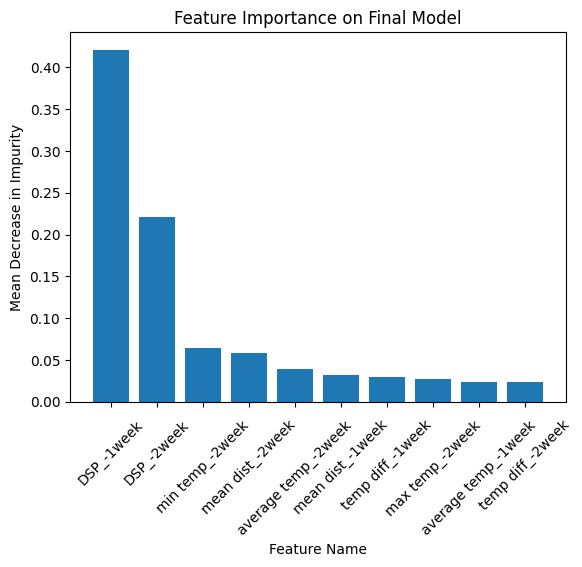 Feature Importance on Final Model
Mean Decrease in Impurity
0.40
0.35
0.30
0.25
0.20
0.15
0.10
0.05
0.00
DSP_-1week
DSP_-2week
min temp_-2week
mean dist_-2week
average temp_-2week
mean dist_-1week
temp diff_-1week
max temp_-2week
average temp_-1week
temp diff_-2week
Feature Name